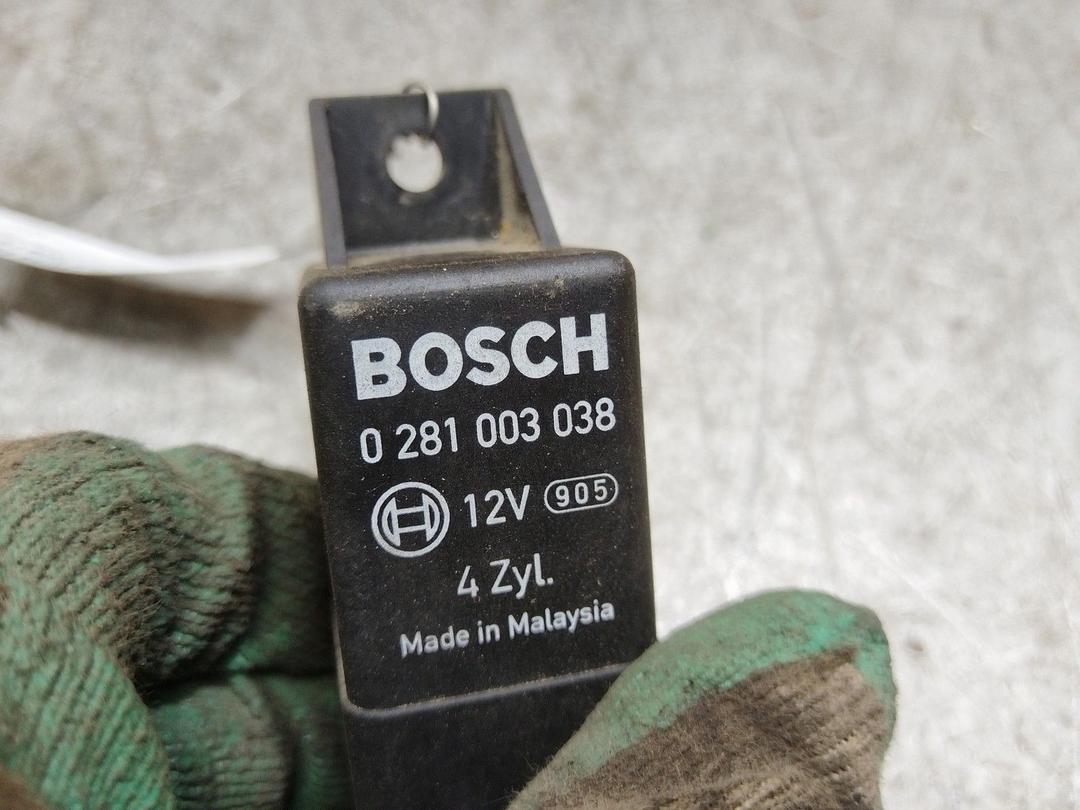 BOSCH
0 281 003 038
12V 905
4 Zyl.
Made in Malaysia